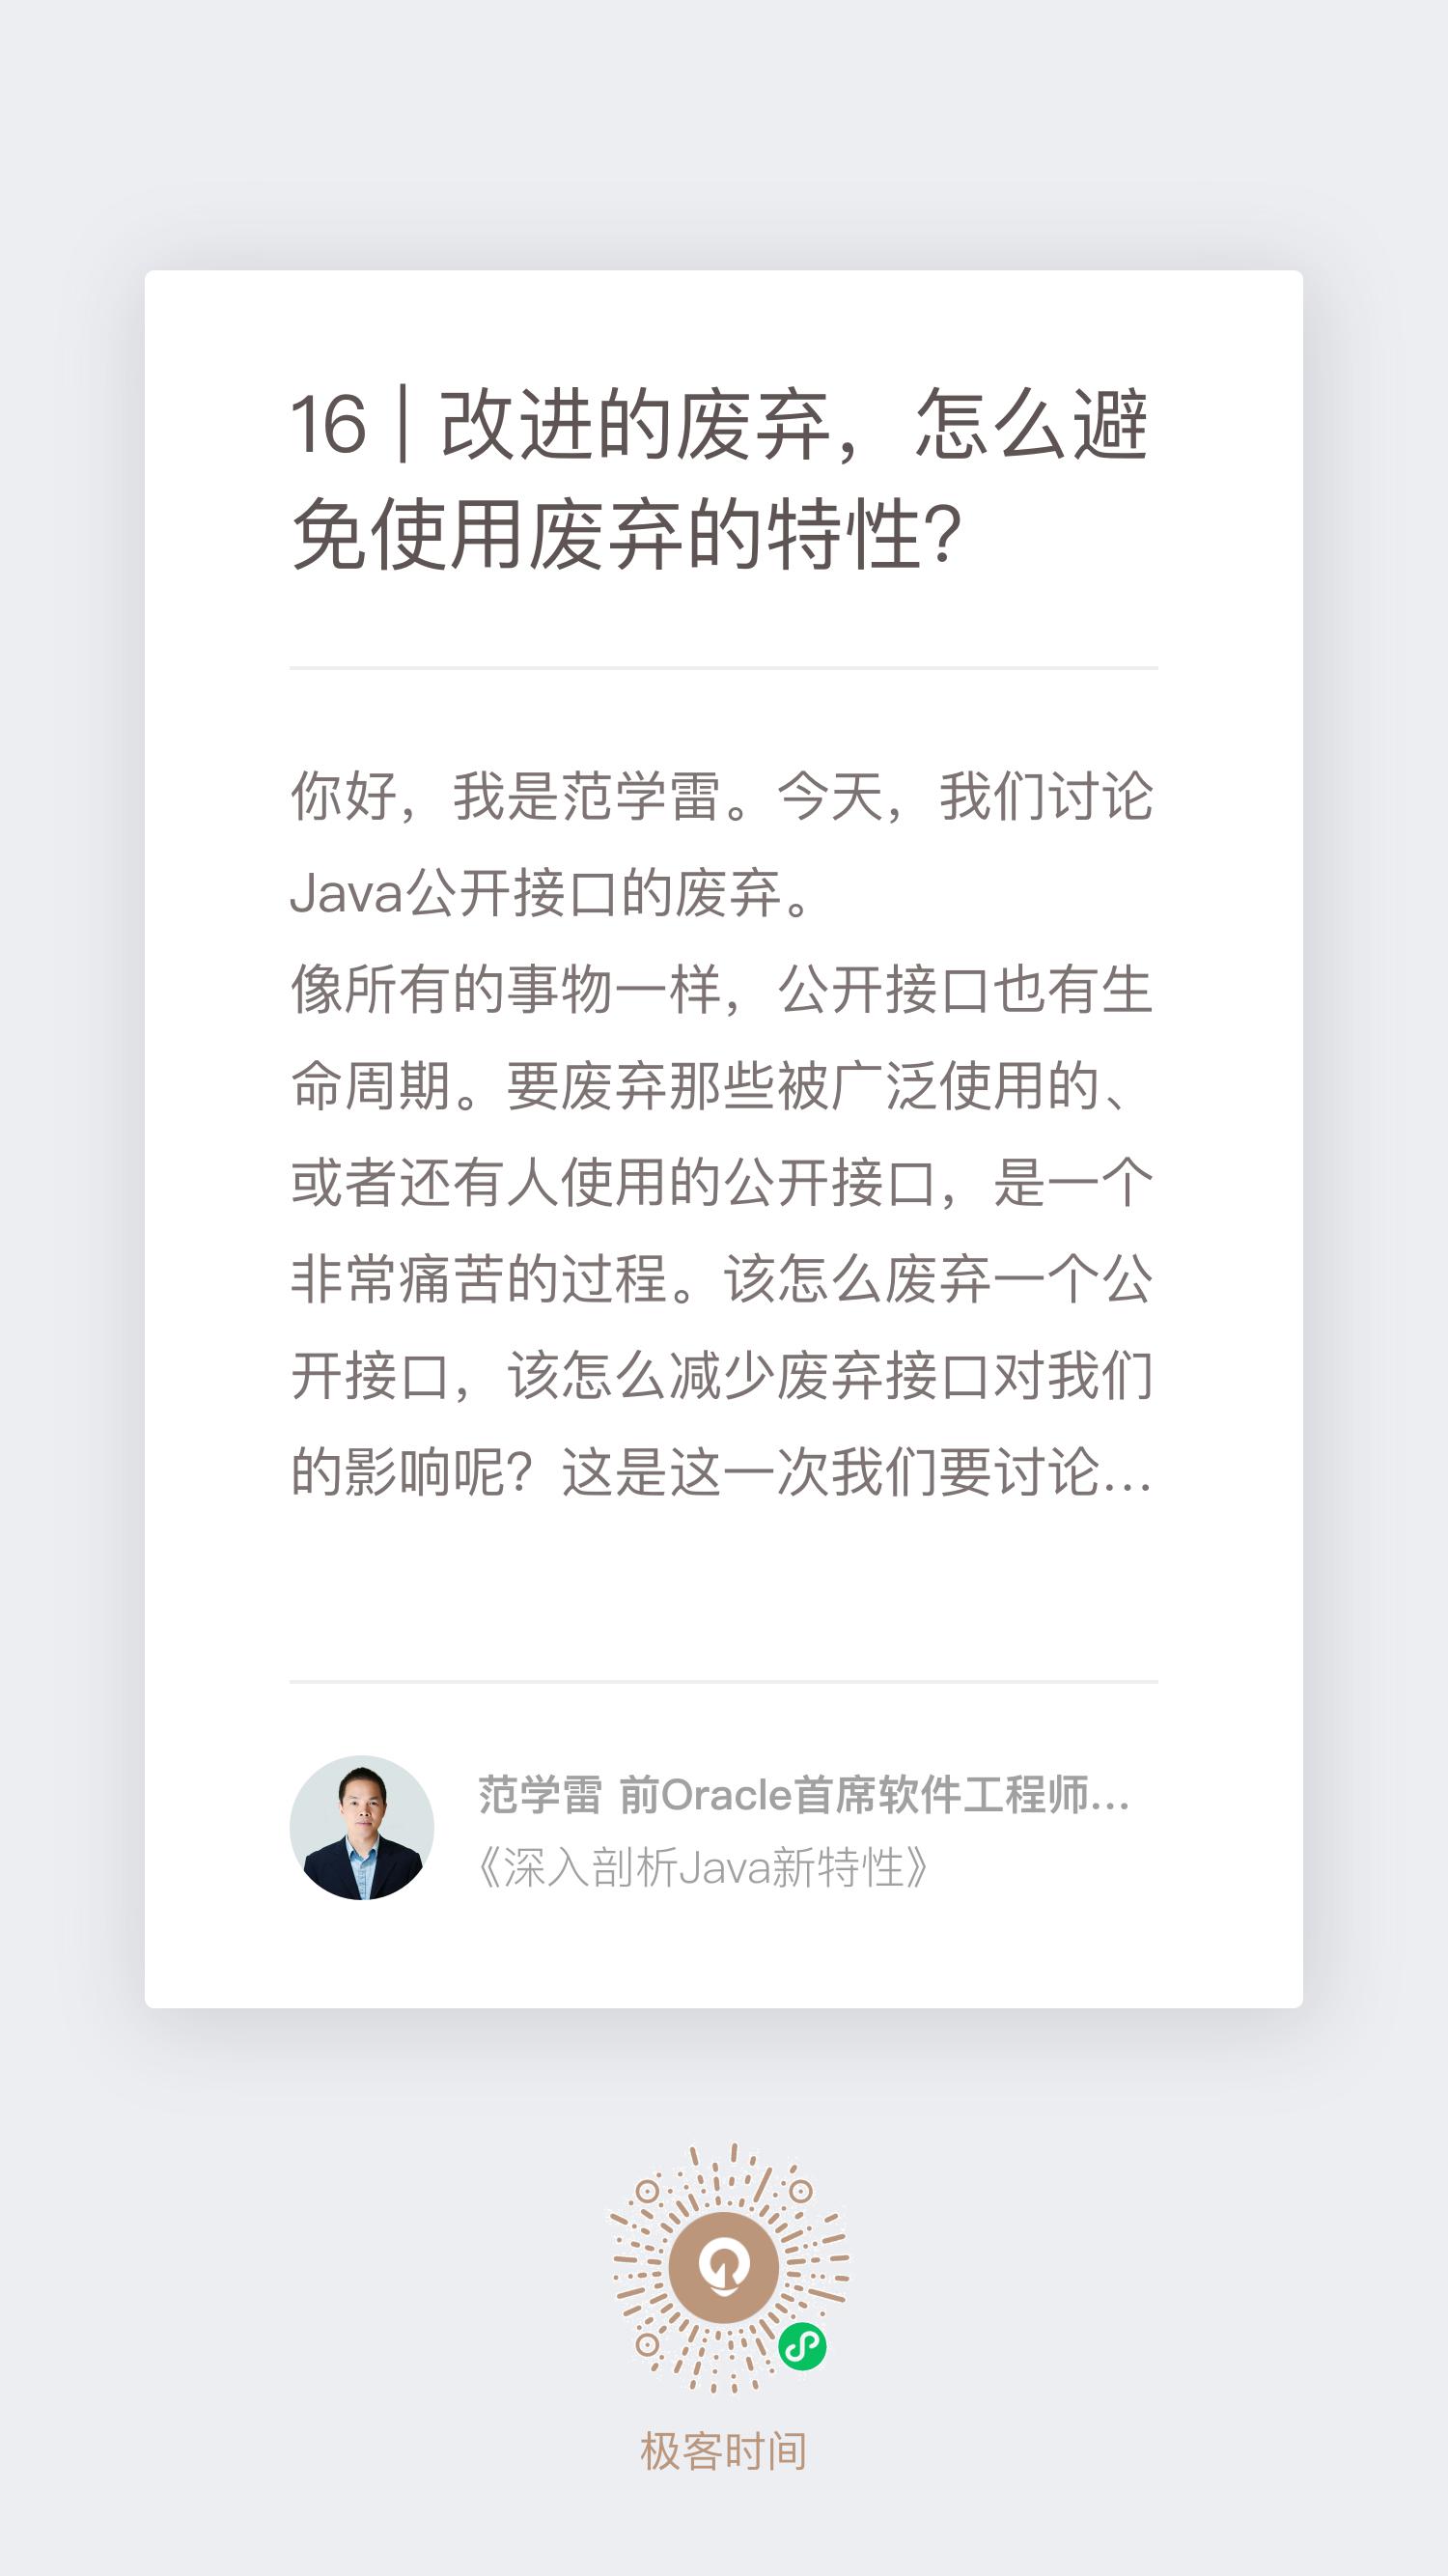 16 | 改进的废弃，怎么避
免使用废弃的特性?
你好，我是范学雷。今天，我们讨论
Java公开接口的废弃。
像所有的事物一样，公开接口也有生
命周期。要废弃那些被广泛使用的、
或者还有人使用的公开接口，是一个
非常痛苦的过程。该怎么废弃一个公
开接口，该怎么减少废弃接口对我们
的影响呢？这是这一次我们要讨论...
范学雷 前Oracle首席软件工程师...
《深入剖析Java新特性》
极客时间